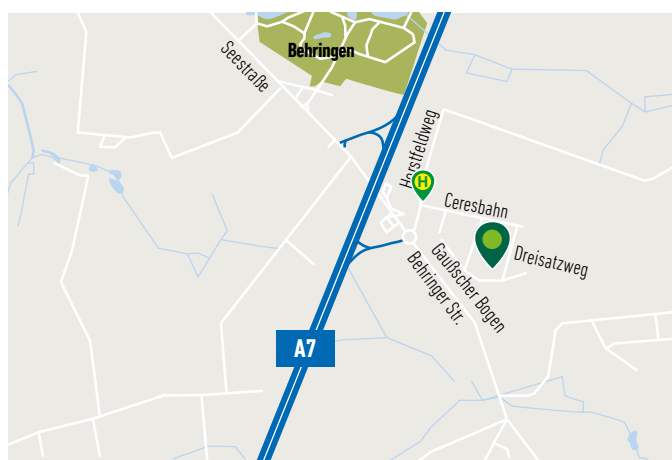 Behringen
Seestraße
Horstfeldweg
H
Ceresbahn
Dreisatzweg
Gaußscher Bogen
Behringer Str.
A7